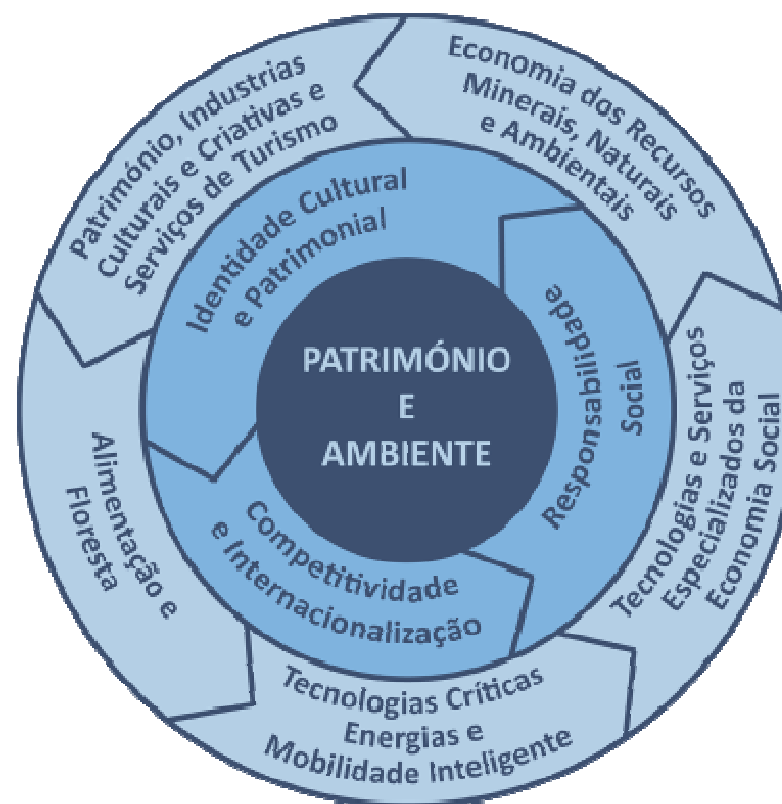 Património, Industrias
Culturais e Criativas e
Serviços de Turismo
Economia dos Recursos
Minerais, Naturais
e Ambientais
Identidade Cultural
e Patrimonial
Responsabilidade
Social
PATRIMÓNIO
E
AMBIENTE
Tecnologias e Serviços
Especializados da
Economia Social
Alimentação e
Floresta
Competitividade
e Internacionalização
Tecnologias Críticas
Energias e
Mobilidade Inteligente